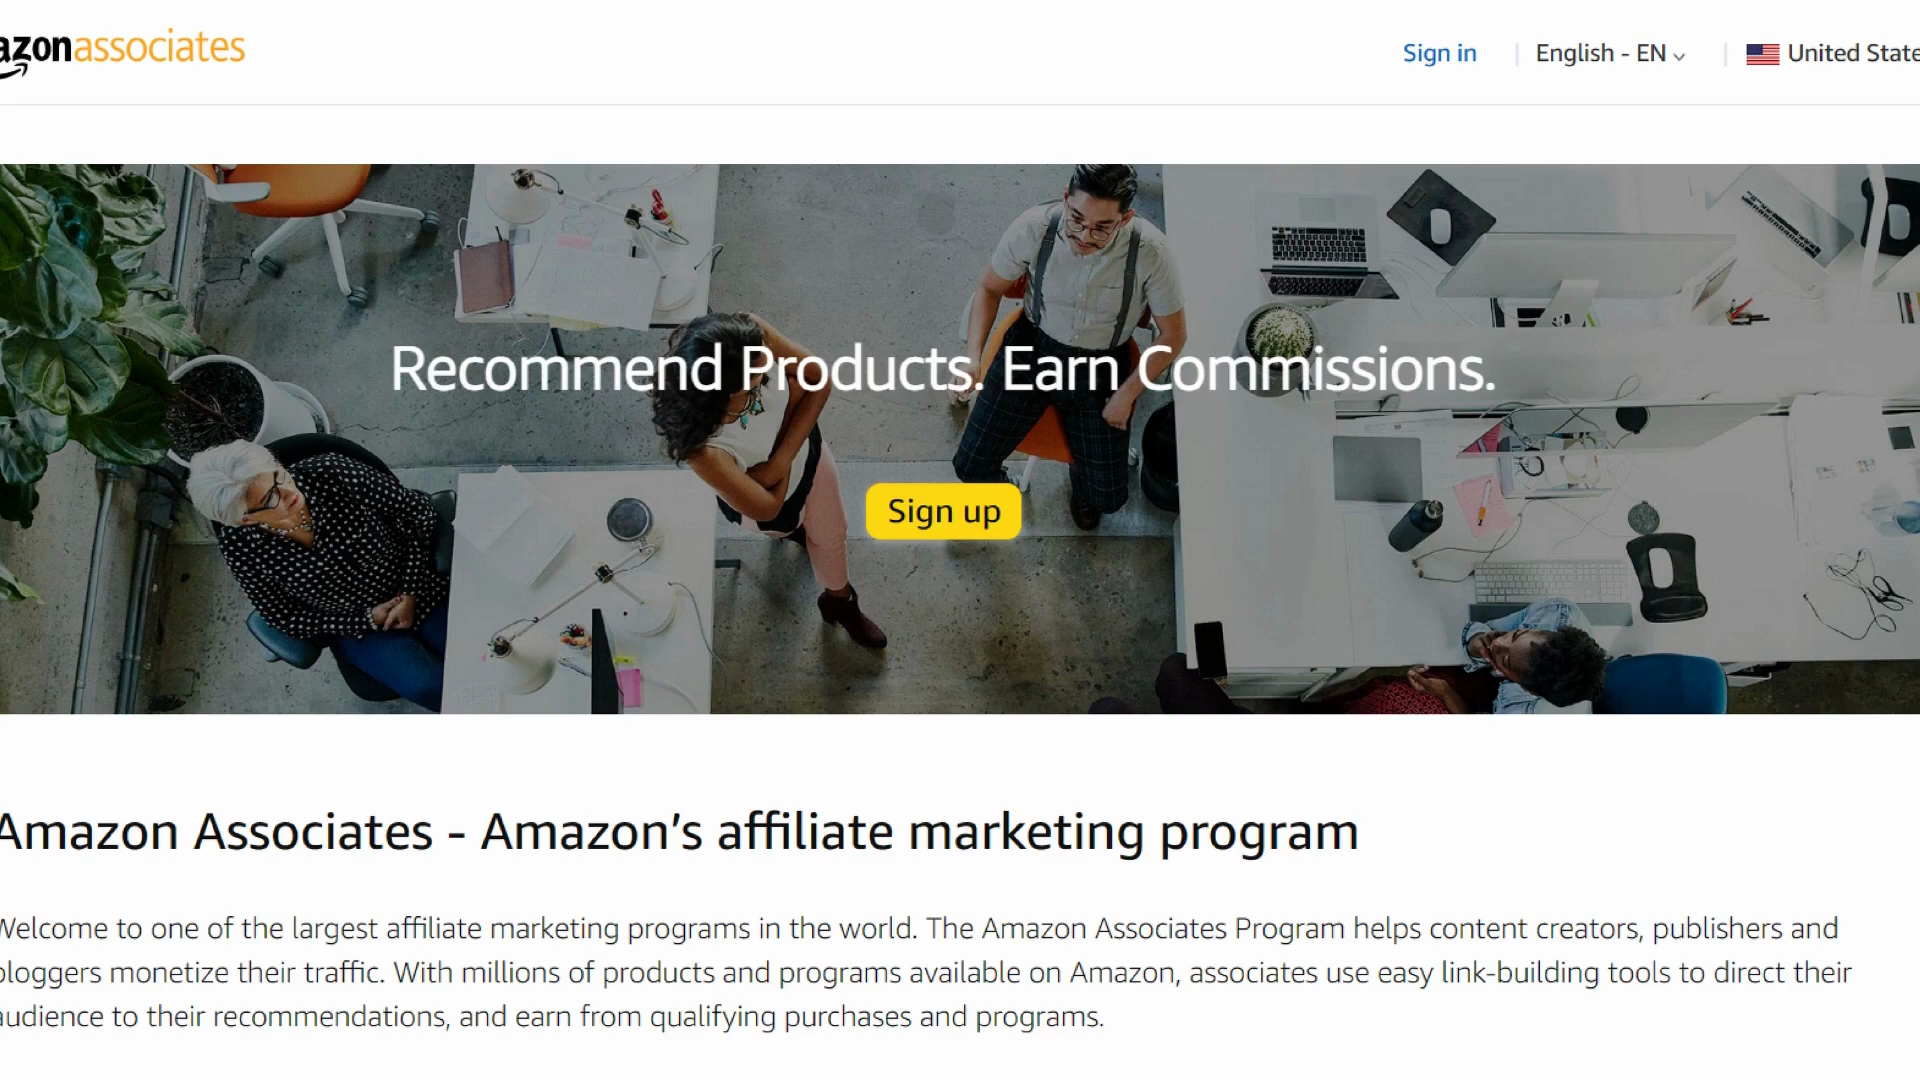 azonassociates
Sign in
English - EN
United State
Recommend Products. Earn Commissions.
Sign up
Amazon Associates - Amazon’s affiliate marketing program
Welcome to one of the largest affiliate marketing programs in the world. The Amazon Associates Program helps content creators, publishers and
bloggers monetize their traffic. With millions of products and programs available on Amazon, associates use easy link-building tools to direct their
audience to their recommendations, and earn from qualifying purchases and programs.